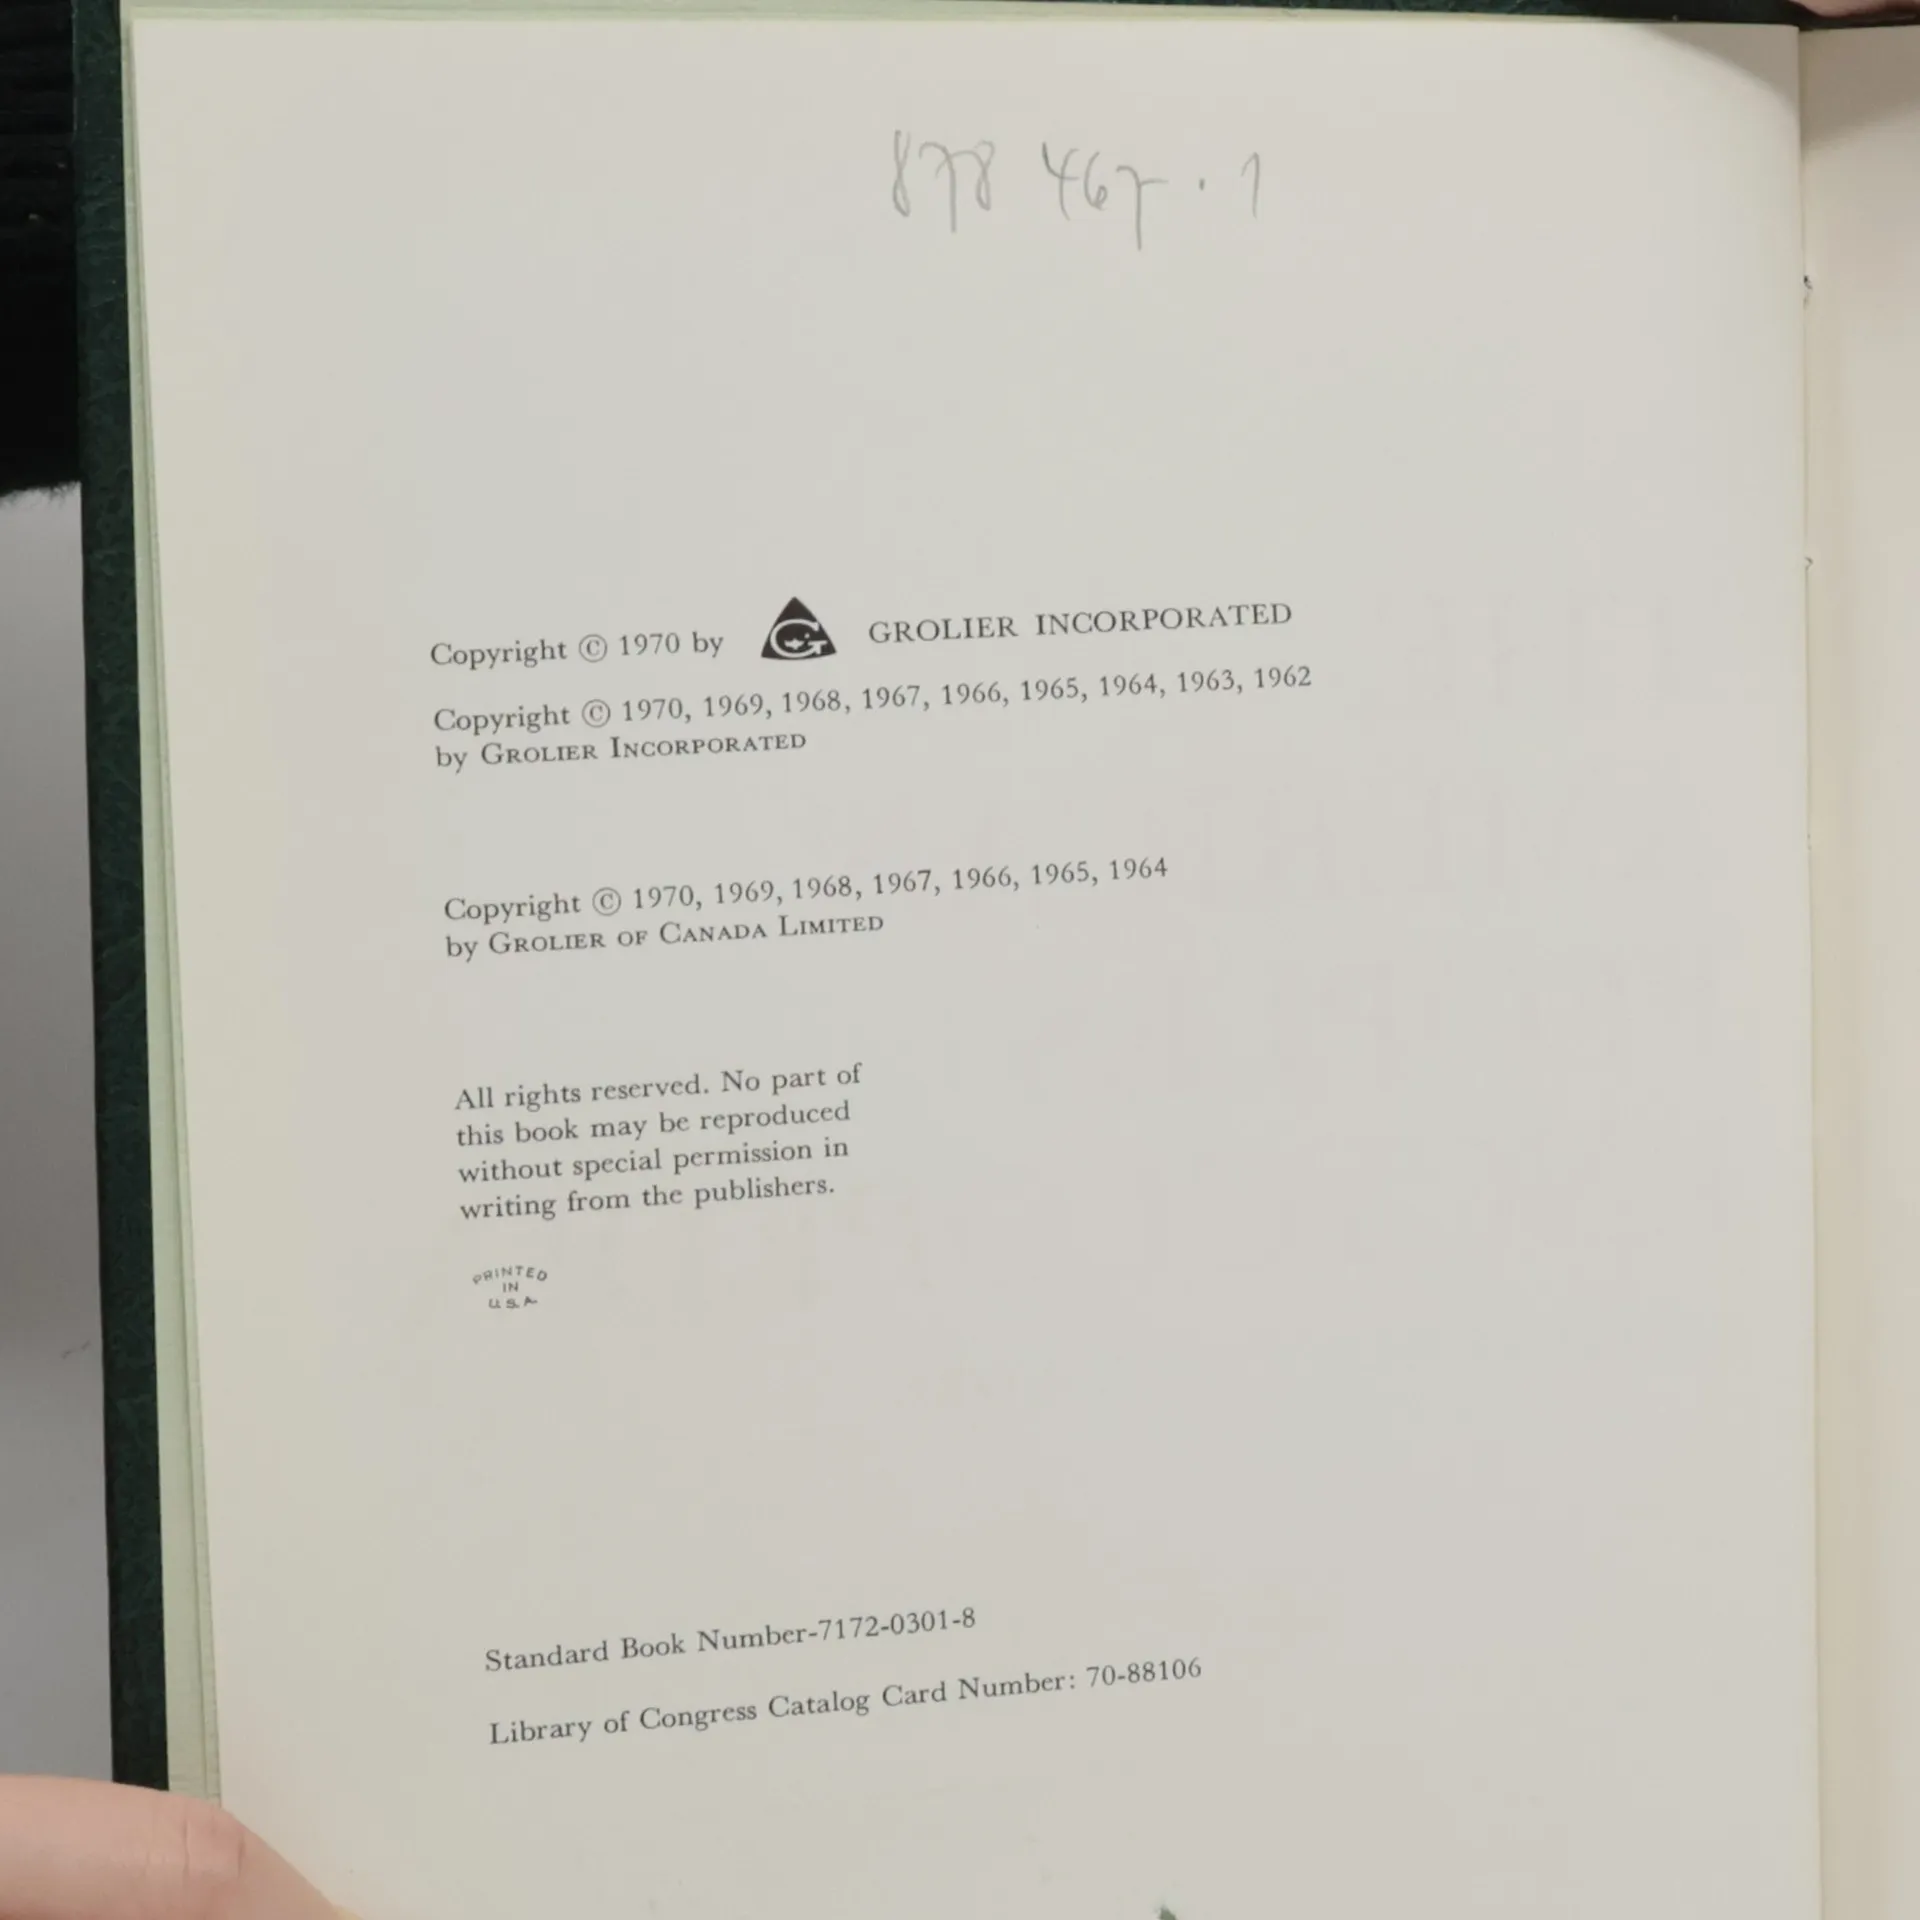 878 467 · 1
Copyright © 1970 by G GROLIER INCORPORATED
Copyright © 1970, 1969, 1968, 1967, 1966, 1965, 1964, 1963, 1962
by GROLIER INCORPORATED
Copyright © 1970, 1969, 1968, 1967, 1966, 1965, 1964
by GROLIER OF CANADA LIMITED
All rights reserved. No part of
this book may be reproduced
without special permission in
writing from the publishers.
PRINTED
IN
U.S.A.
Standard Book Number-7172-0301-8
Library of Congress Catalog Card Number: 70-88106